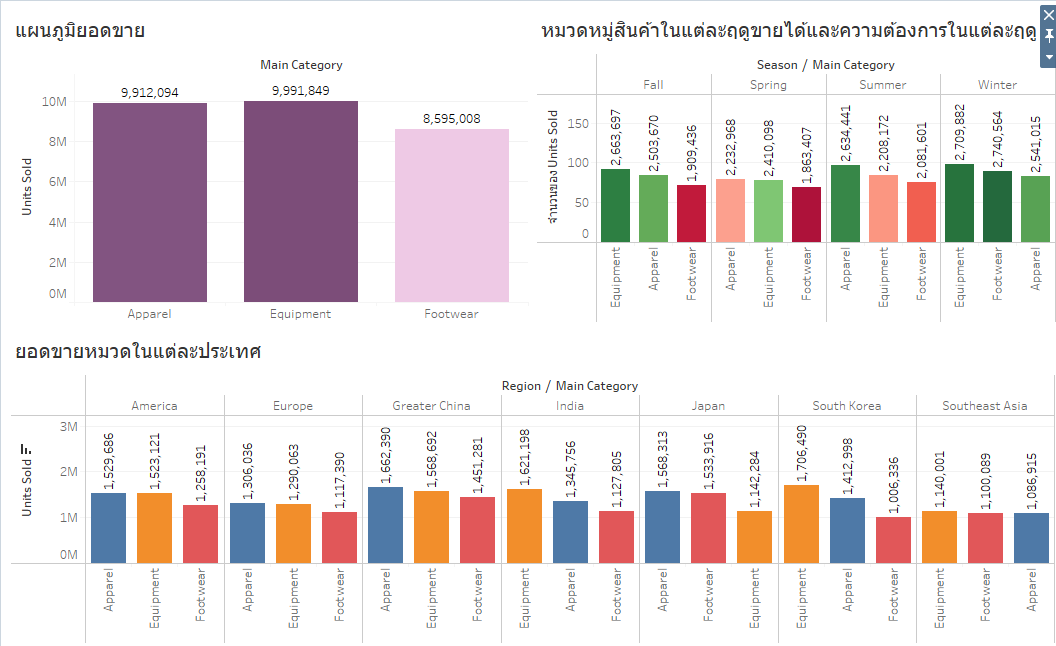 แผนภูมิยอดขาย
Main Category
Units Sold
10M
8M
6M
4M
2M
0M
9,912,094
9,991,849
8,595,008
Apparel
Equipment
Footwear
หมวดหมู่สินค้าในแต่ละฤดูขายได้และความต้องการในแต่ละฤดู
Season / Main Category
Fall
Spring
Summer
Winter
จำนวนของ Units Sold
150
100
50
0
2,663,697
2,503,670
1,909,436
2,232,968
2,410,098
1,863,407
2,634,441
2,208,172
2,081,601
2,709,882
2,740,564
2,541,015
Equipment
Apparel
Footwear
Apparel
Equipment
Footwear
Apparel
Equipment
Footwear
Equipment
Footwear
Apparel
ยอดขายหมวดในแต่ละประเทศ
Region / Main Category
America
Europe
Greater China
India
Japan
South Korea
Southeast Asia
Units Sold
3M
2M
1M
0M
1,529,686
1,523,121
1,258,191
1,306,036
1,290,063
1,117,390
1,662,390
1,568,692
1,451,281
1,621,198
1,345,756
1,127,805
1,568,313
1,533,916
1,142,284
1,706,490
1,412,998
1,006,336
1,140,001
1,100,089
1,086,915
Apparel
Equipment
Footwear
Apparel
Equipment
Footwear
Apparel
Equipment
Footwear
Equipment
Apparel
Footwear
Apparel
Footwear
Equipment
Equipment
Apparel
Footwear
Equipment
Footwear
Apparel